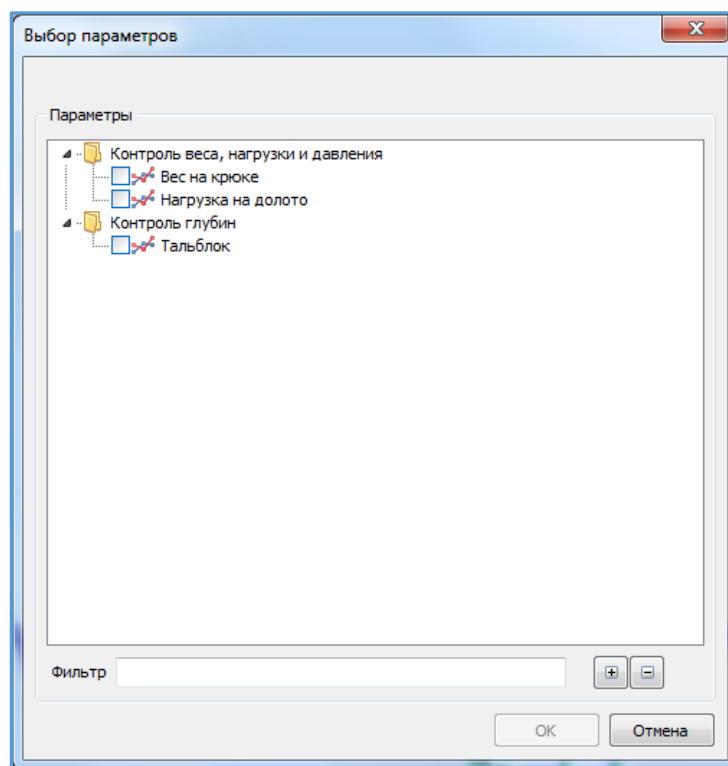 Выбор параметров
Параметры
Контроль веса, нагрузки и давления
Вес на крюке
Нагрузка на долото
Контроль глубин
Тальблок
Фильтр
OK Отмена